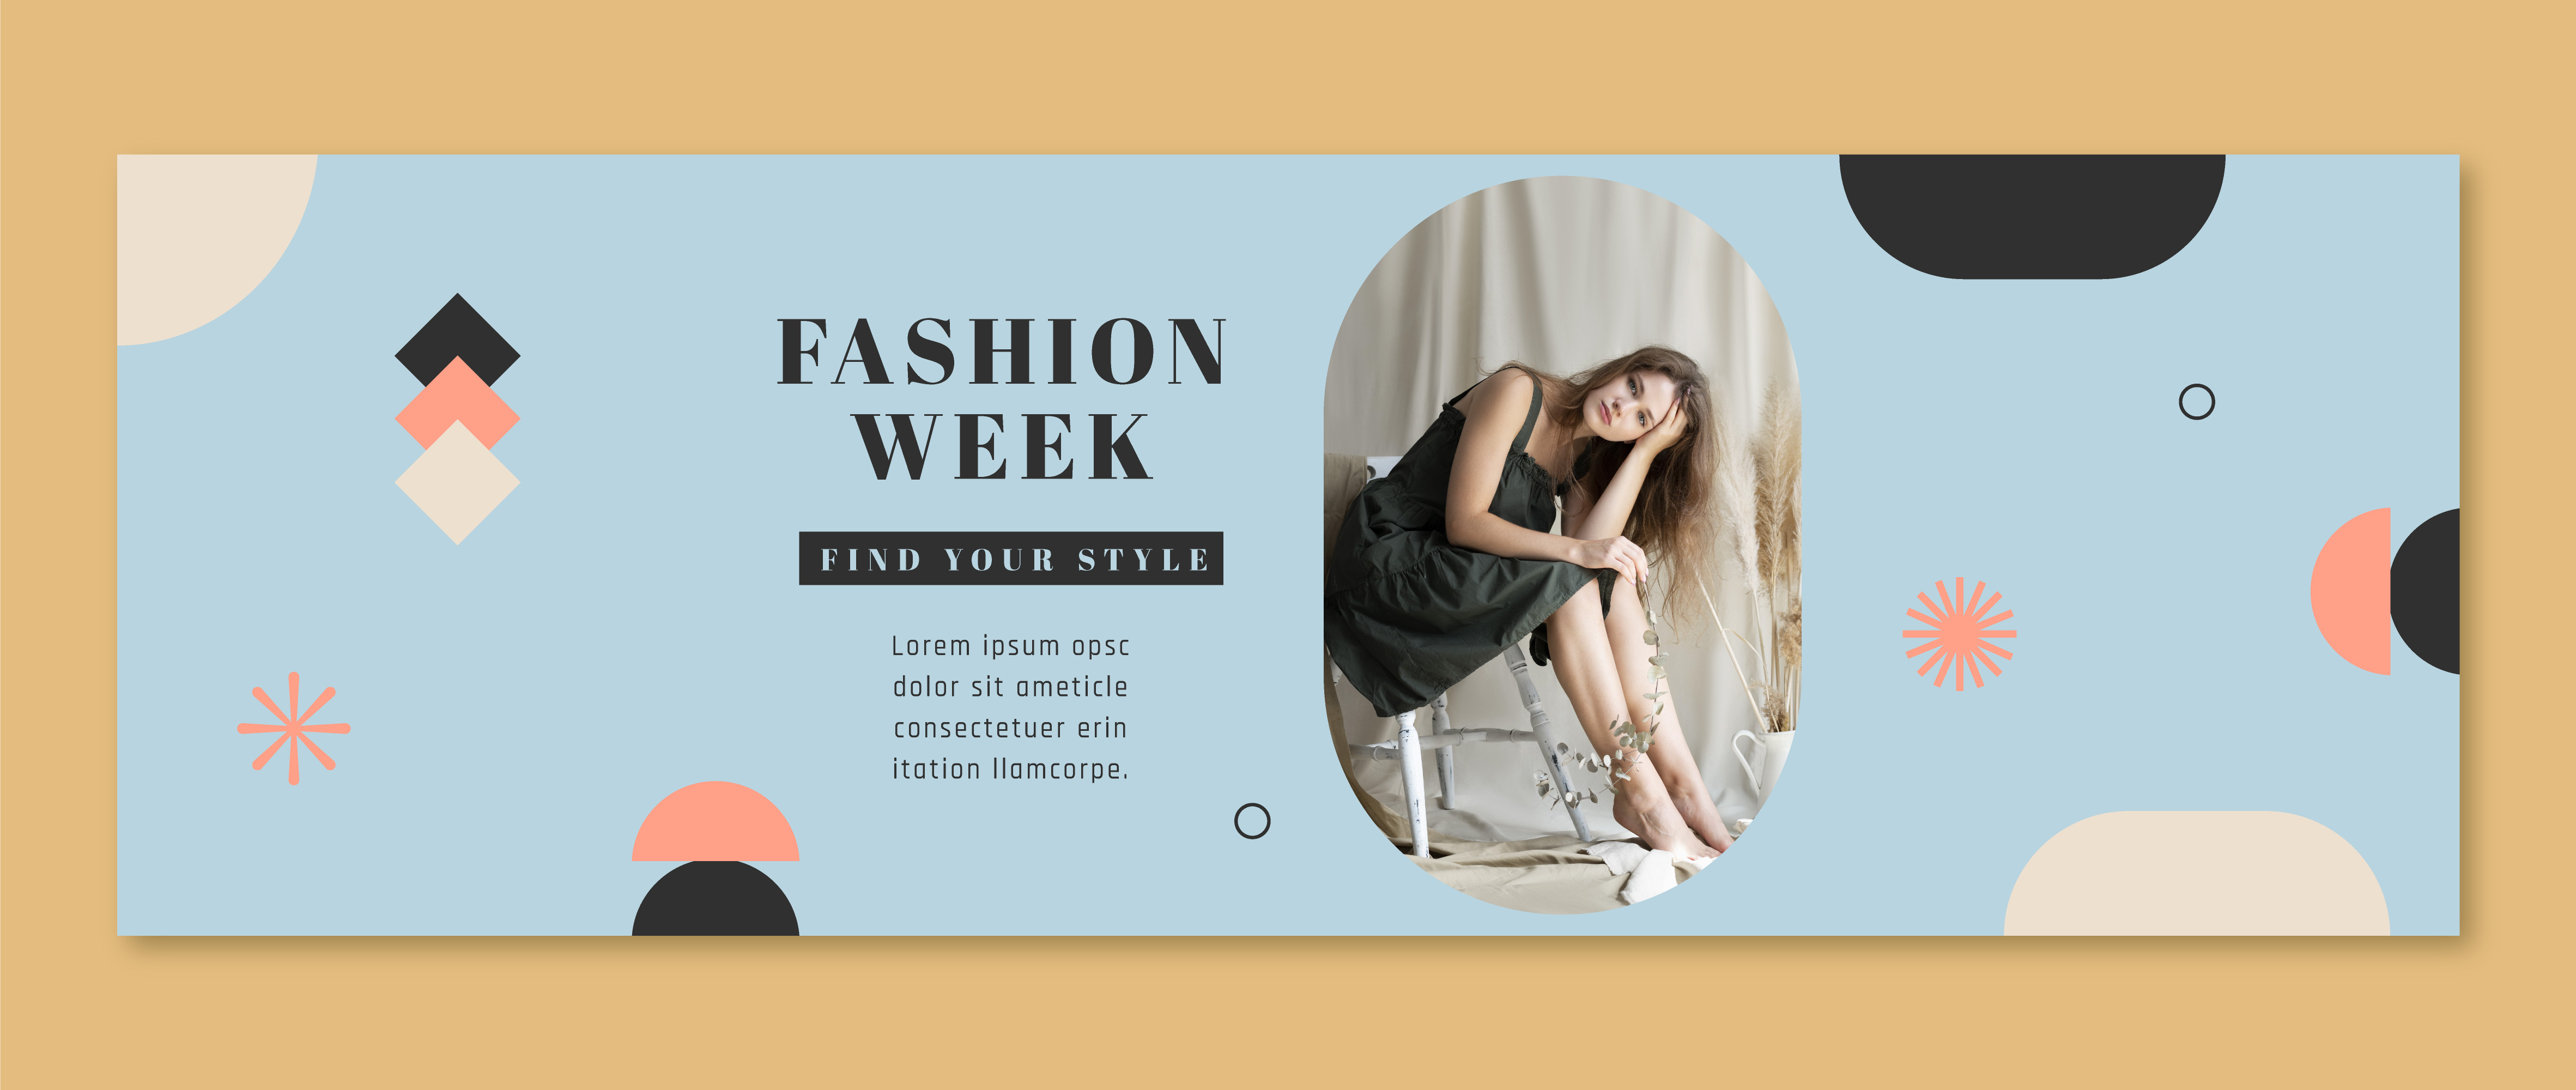 FASHION
WEEK
FIND YOUR STYLE
Lorem ipsum opsc
dolor sit ameticle
consectetuer erin
itation llamcorpe.